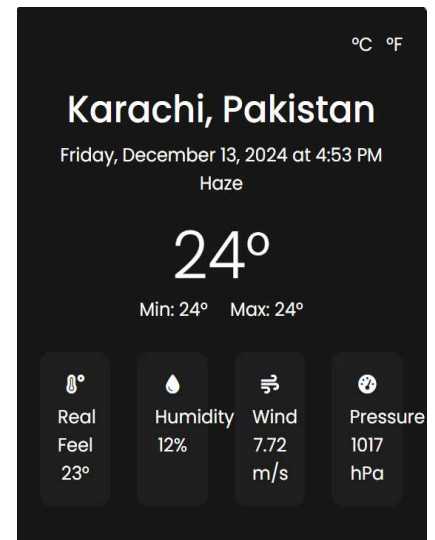 °C °F
Karachi, Pakistan
Friday, December 13, 2024 at 4:53 PM
Haze
24°
Min: 24° Max: 24°
Real Feel 23°
Humidity 12%
Wind 7.72 m/s
Pressure 1017 hPa